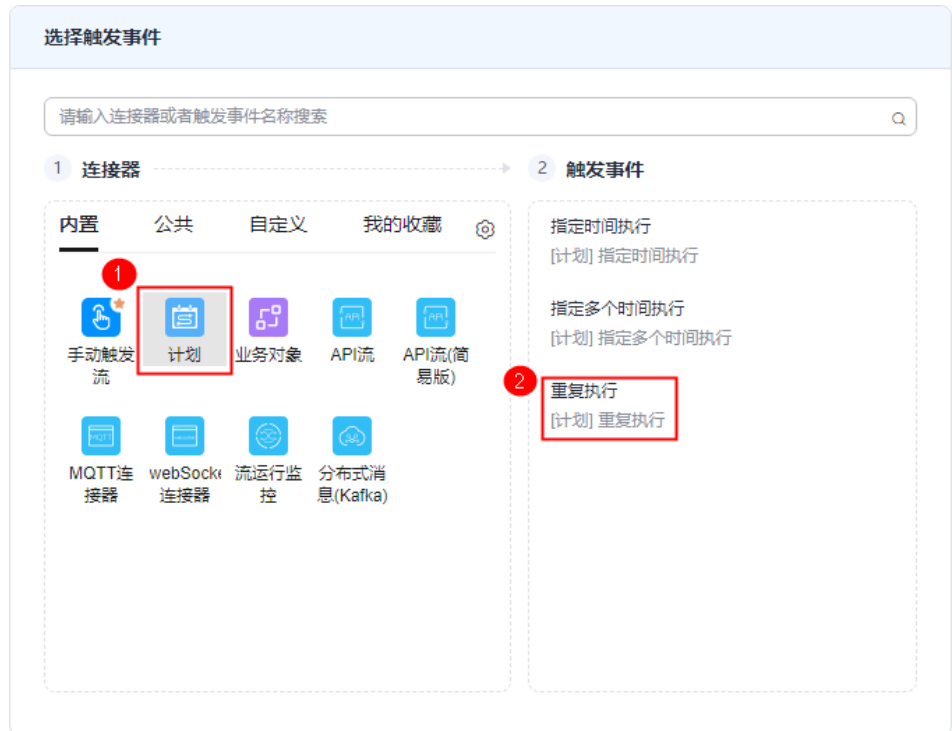 选择触发事件
请输入连接器或者触发事件名称搜索
1 连接器
2 触发事件
内置 公共 自定义 我的收藏
1
手动触发
流
计划
业务对象
API
API流
API
API流(简
易版)
MQTT
MQTT连
接器
webSocke
连接器
流运行监
控
分布式消
息(Kafka)
指定时间执行
[计划] 指定时间执行
指定多个时间执行
[计划] 指定多个时间执行
2
重复执行
[计划] 重复执行